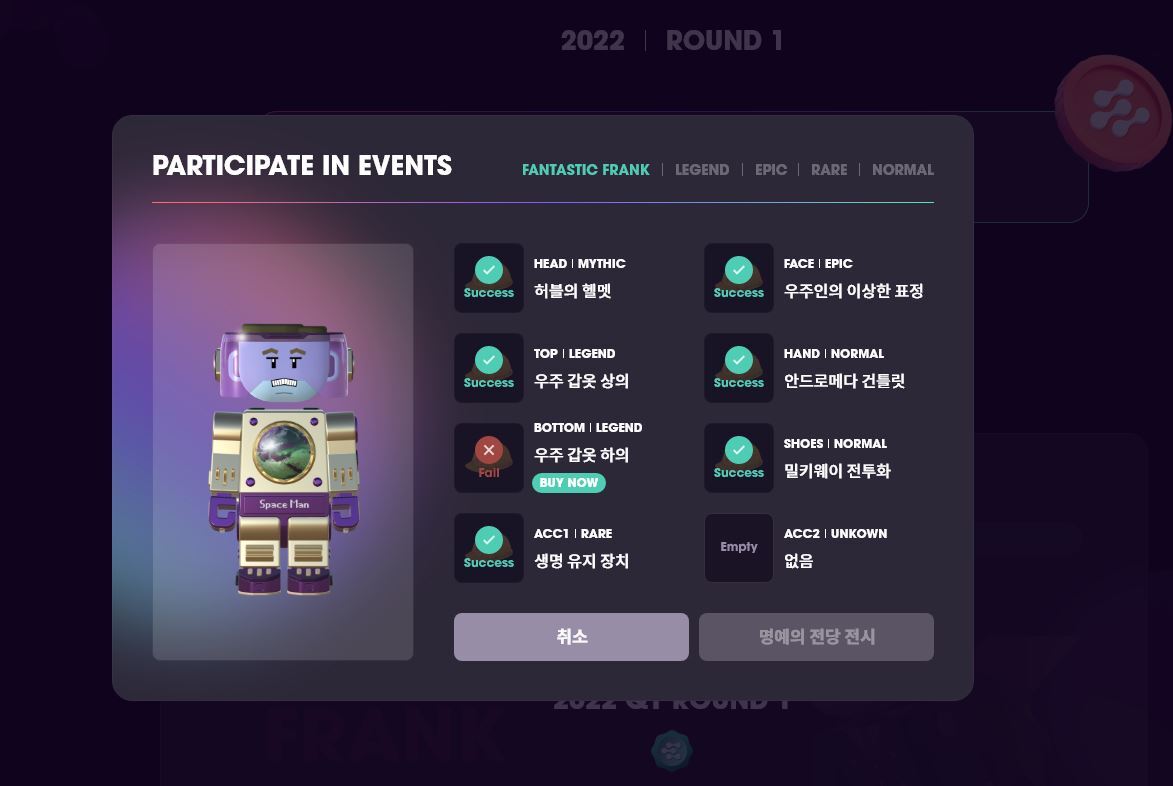 2022 | ROUND 1
PARTICIPATE IN EVENTS
FANTASTIC FRANK | LEGEND | EPIC | RARE | NORMAL
Success
HEAD | MYTHIC
허블의 헬멧
Success
FACE | EPIC
우주인의 이상한 표정
Success
TOP | LEGEND
우주 갑옷 상의
Success
HAND | NORMAL
안드로메다 건틀릿
Fail
BOTTOM | LEGEND
우주 갑옷 하의
BUY NOW
Success
SHOES | NORMAL
밀키웨이 전투화
Success
ACC1 | RARE
생명 유지 장치
Empty
ACC2 | UNKOWN
없음
Space Man
취소
명예의 전당 전시
2022 Q1 ROUND 1
FRANK